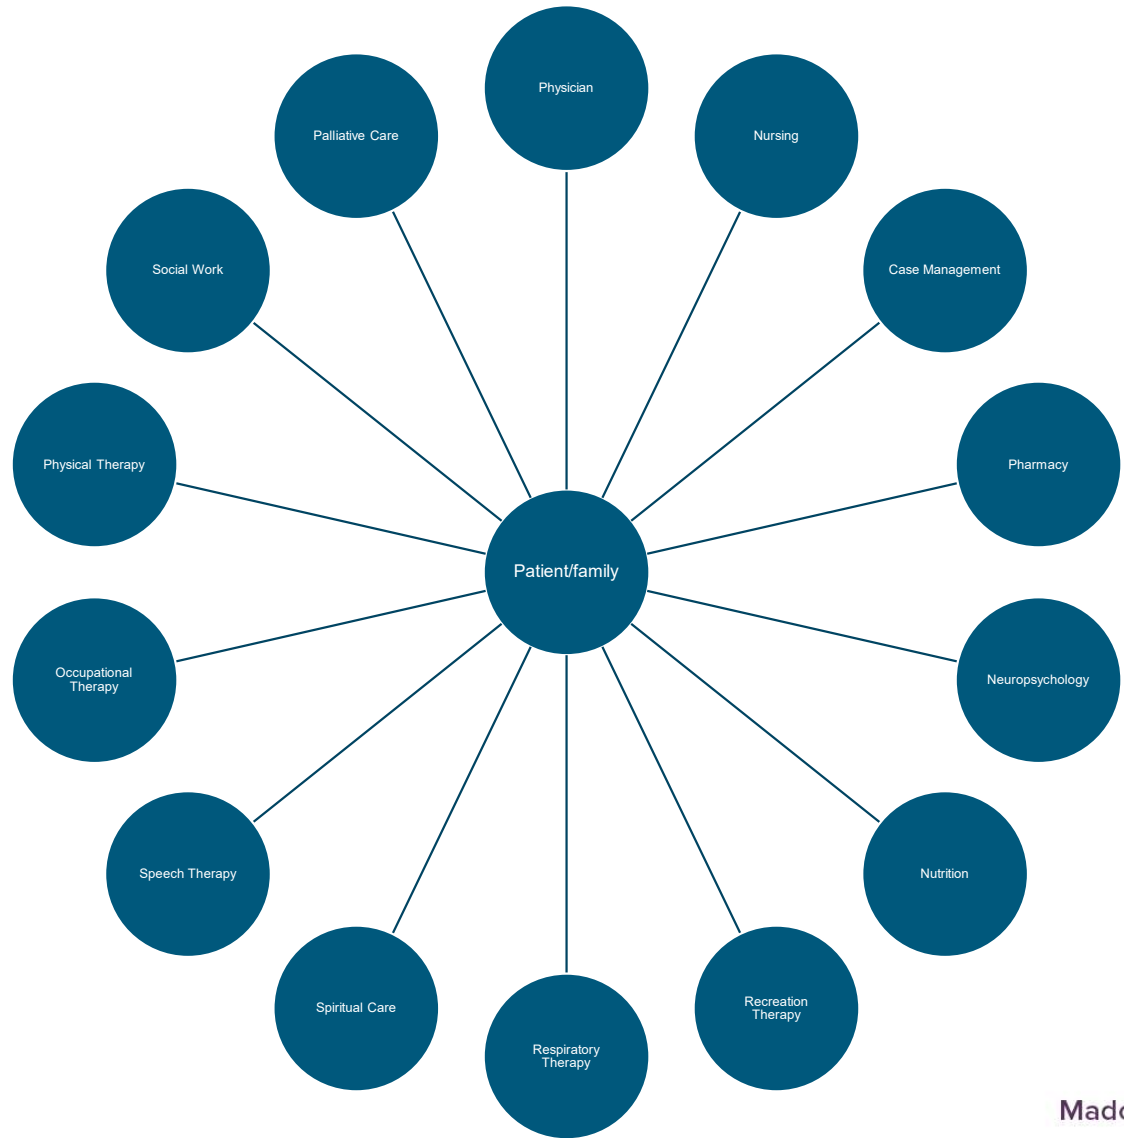 Physician
Nursing
Case Management
Pharmacy
Neuropsychology
Nutrition
Recreation
Therapy
Respiratory
Therapy
Spiritual Care
Speech Therapy
Occupational
Therapy
Physical Therapy
Social Work
Palliative Care
Patient/family